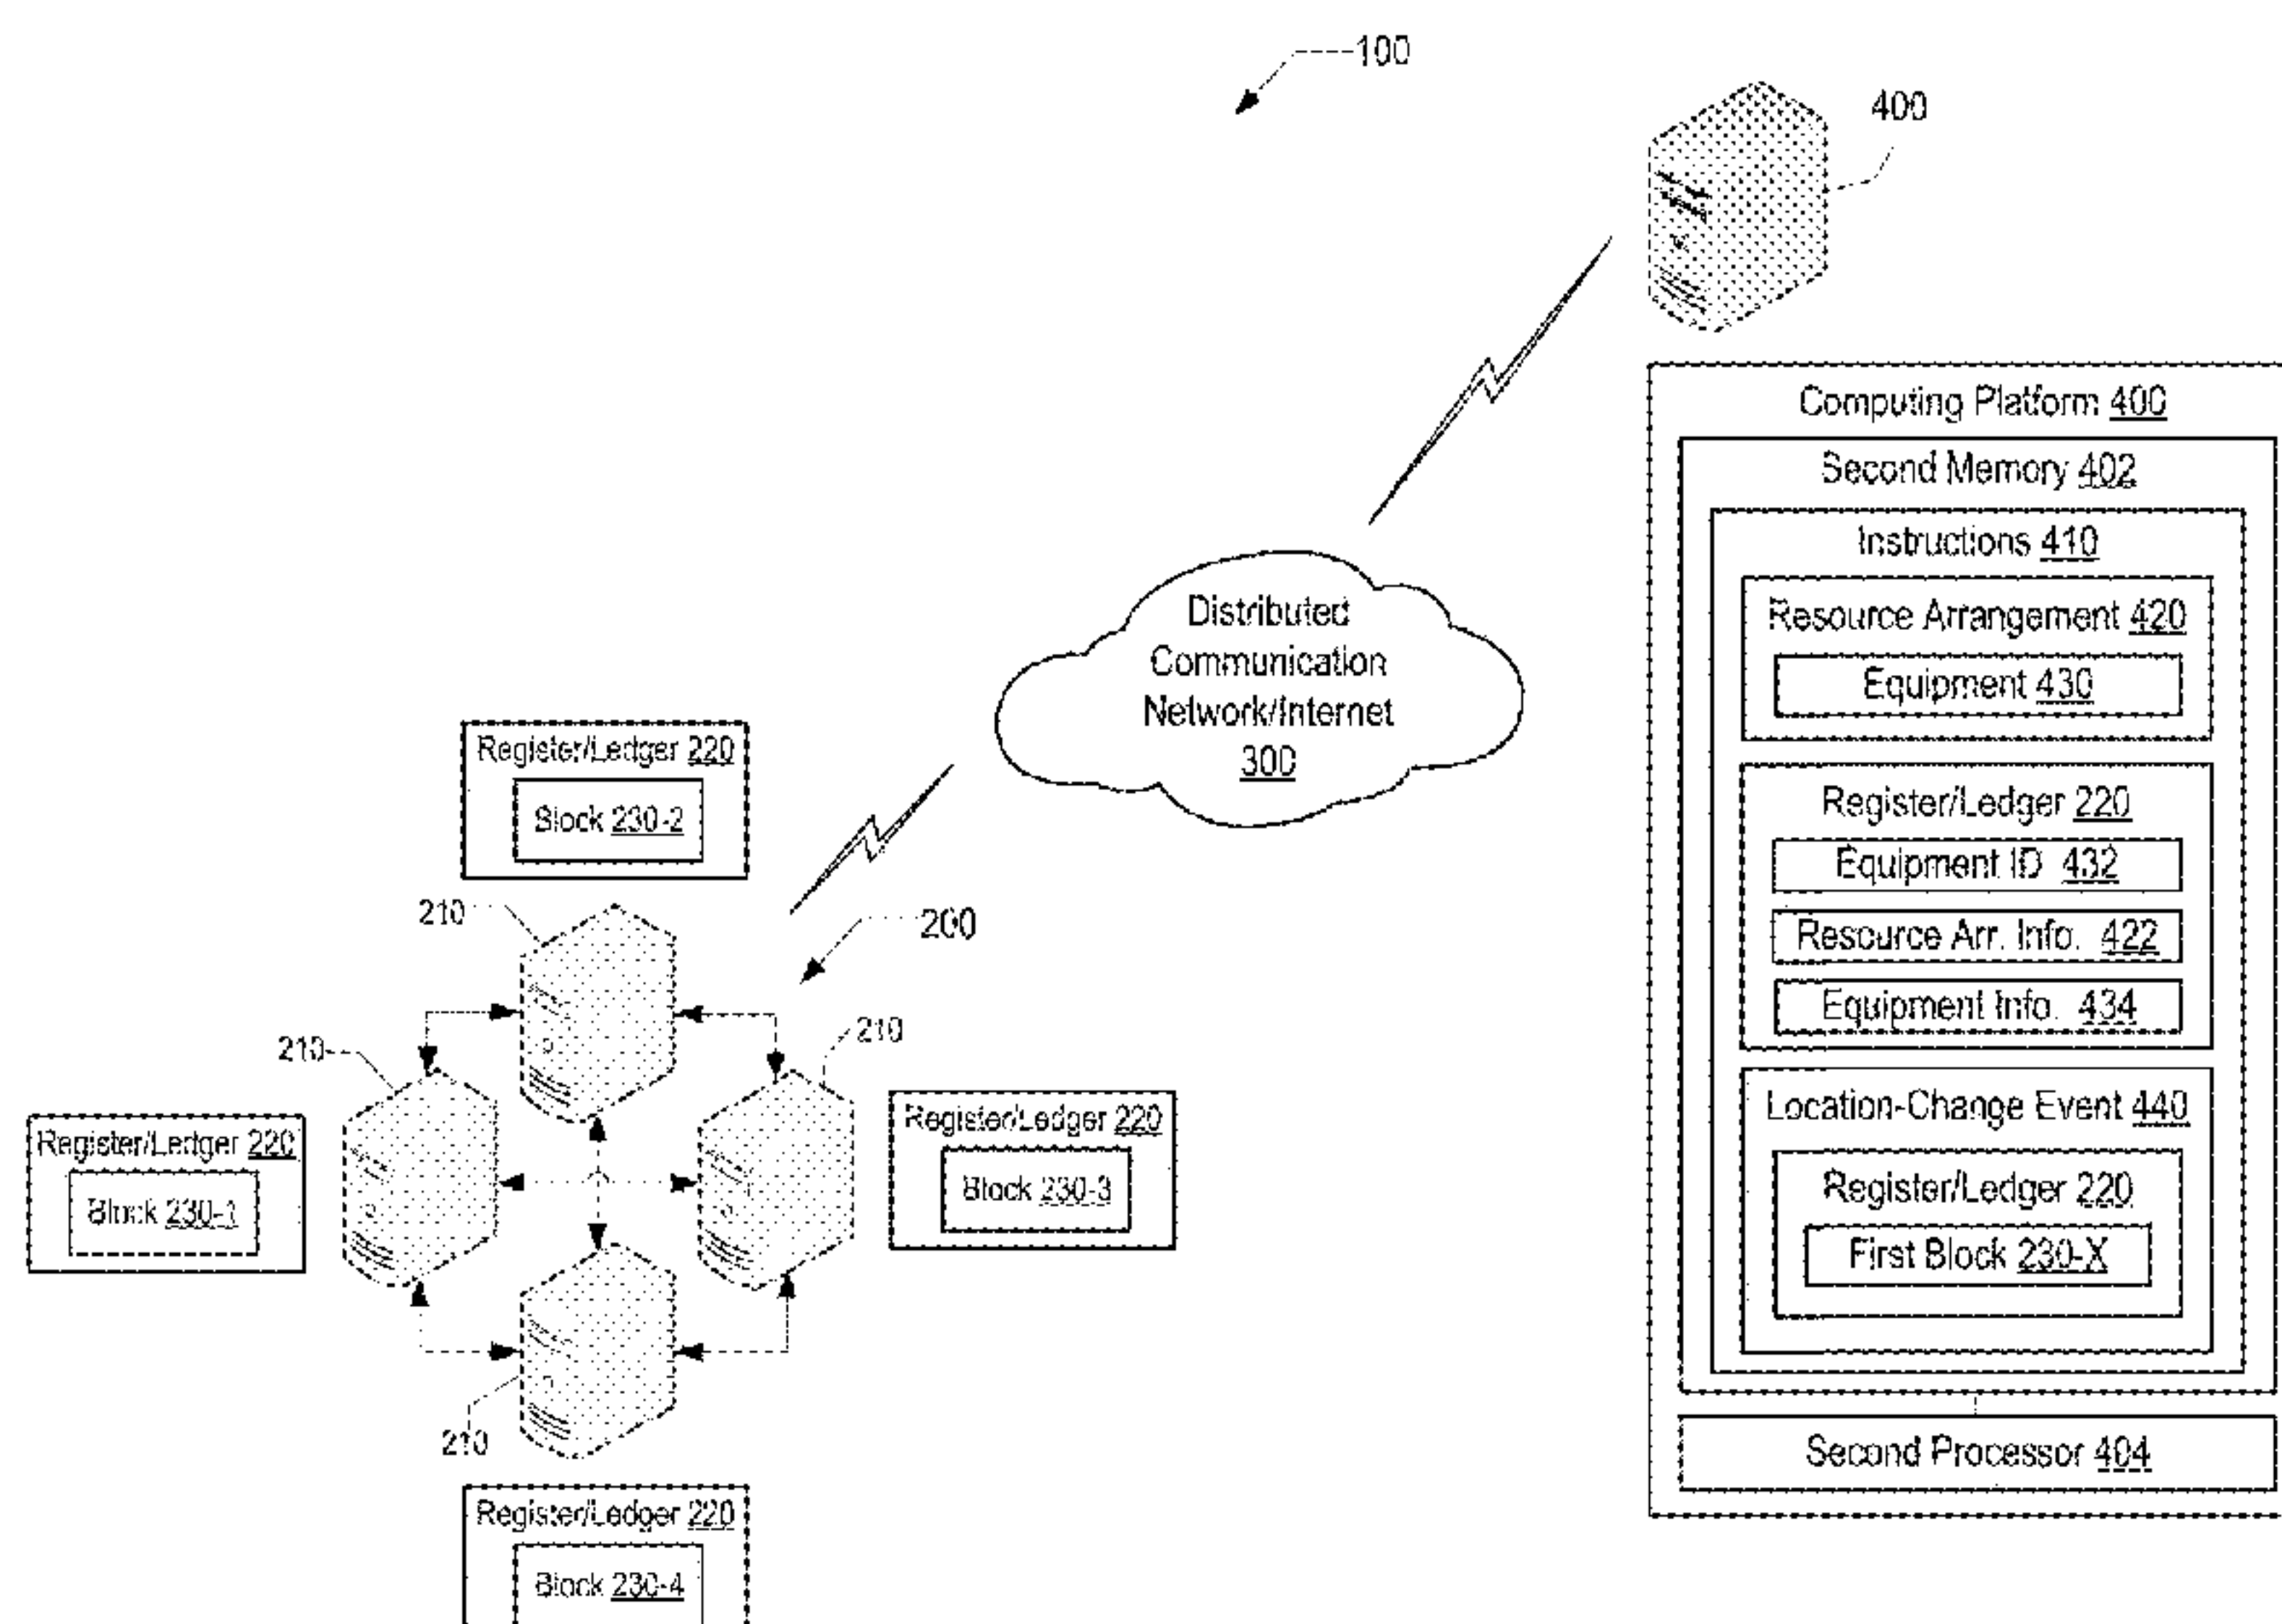 100
400
Computing Platform 400
Second Memory 402
Instructions 410
Resource Arrangement 420
Equipment 430
Register/Ledger 220
Equipment ID 432
Resource Arr. Info. 422
Equipment Info. 434
Location-Change Event 440
Register/Ledger 220
First Block 230-X
Second Processor 404
Distributed
Communication
Network/Internet
300
Register/Ledger 220
Block 230-2
210
200
210
210
Register/Ledger 220
Block 230-1
Register/Ledger 220
Block 230-3
210
Register/Ledger 220
Block 230-4